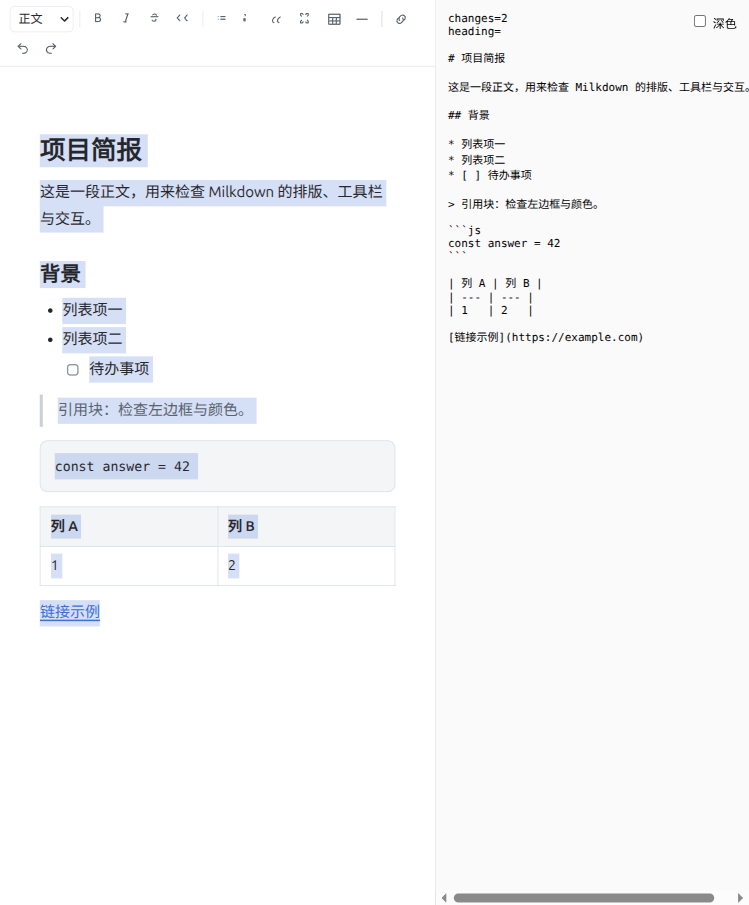 正文
B I S
项目简报
这是一段正文，用来检查 Milkdown 的排版、工具栏
与交互。
背景
列表项一
列表项二
待办事项
引用块：检查左边框与颜色。
const answer = 42
列 A 列 B
1 2
链接示例
changes=2
深色
heading=
# 项目简报
这是一段正文，用来检查 Milkdown 的排版、工具栏与交互。
## 背景
* 列表项一
* 列表项二
* [ ] 待办事项
> 引用块：检查左边框与颜色。
```js
const answer = 42
```
| 列 A | 列 B |
| --- | --- |
| 1 | 2 |
[链接示例](https://example.com)